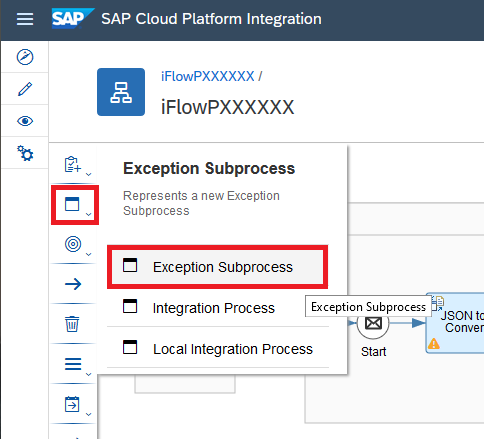 SAP SAP Cloud Platform Integration
iFlowPXXXXXX /
iFlowPXXXXXX
Exception Subprocess
Represents a new Exception
Subprocess
Exception Subprocess
Integration Process
Exception Subprocess
Local Integration Process
Start
JSON to
Conver